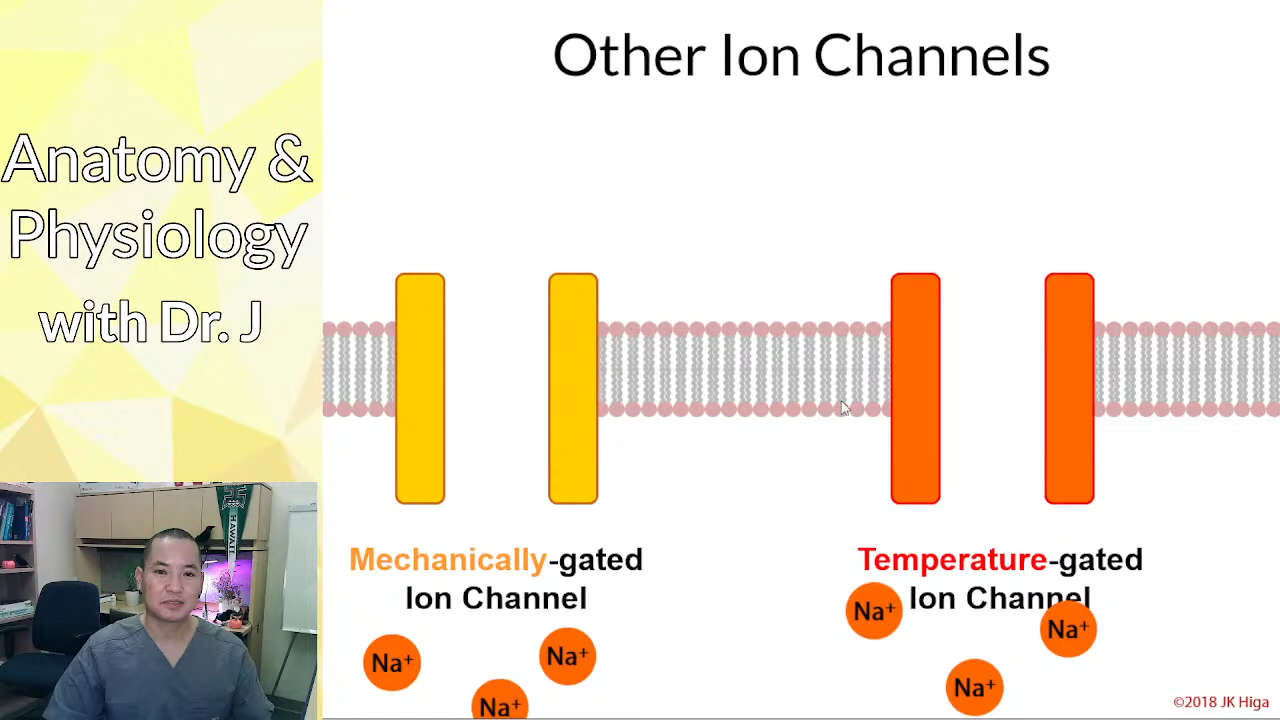 Other Ion Channels
Anatomy &
Physiology
with Dr. J
HAWAI
Mechanically-gated
Ion Channel
Temperature-gated
Ion Channel
Na⁺
Na⁺
Na⁺
Na⁺
Na⁺
Na⁺
©2018 JK Higa